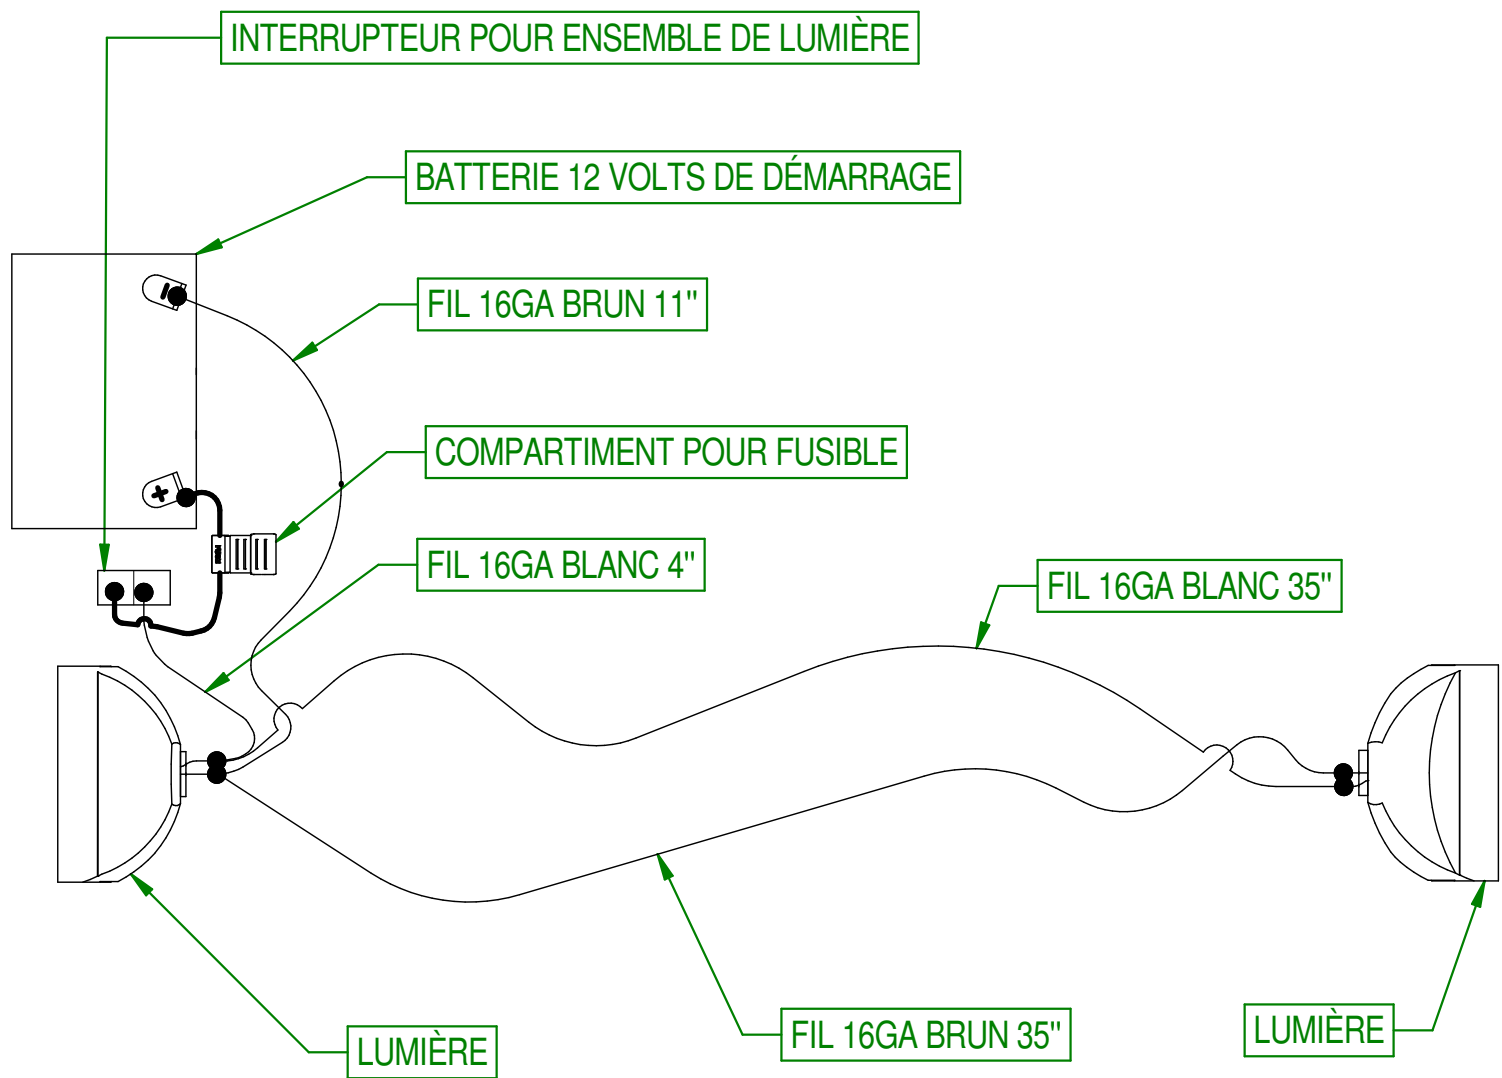 INTERRUPTEUR POUR ENSEMBLE DE LUMIÈRE
BATTERIE 12 VOLTS DE DÉMARRAGE
FIL 16GA BRUN 11"
COMPARTIMENT POUR FUSIBLE
FIL 16GA BLANC 4"
FIL 16GA BLANC 35"
FIL 16GA BRUN 35"
LUMIÈRE
LUMIÈRE